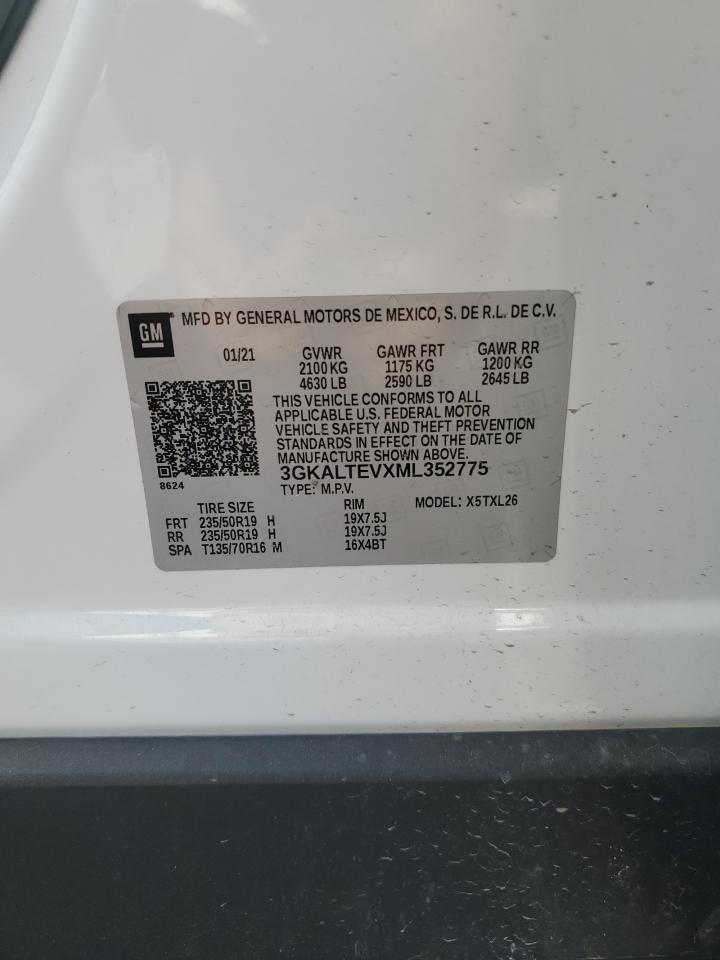 GM
MFD BY GENERAL MOTORS DE MEXICO, S. DE R.L. DE C.V.
01/21 GVWR GAWR FRT GAWR RR
2100 KG 1175 KG 1200 KG
4630 LB 2590 LB 2645 LB
THIS VEHICLE CONFORMS TO ALL
APPLICABLE U.S. FEDERAL MOTOR
VEHICLE SAFETY AND THEFT PREVENTION
STANDARDS IN EFFECT ON THE DATE OF
MANUFACTURE SHOWN ABOVE.
8624
3GKALTEVXML352775
TYPE: M.P.V. MODEL: X5TXL26
TIRE SIZE RIM
FRT 235/50R19 H 19X7.5J
RR 235/50R19 H 19X7.5J
SPA T135/70R16 M 16X4BT